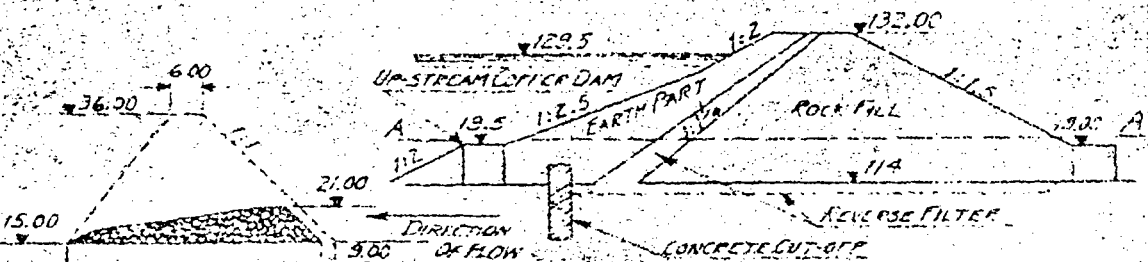 132.00
129.5
1:2
UP-STREAM COFFER DAM
6.00
36.00
1:2.5
EARTH PART
ROCK FILL
1:1.5
A
19.5
A
1:1
1:2
114
21.00
15.00
DIRECTION
OF FLOW
9.00
REVERSE FILTER
CONCRETE CUT-OFF